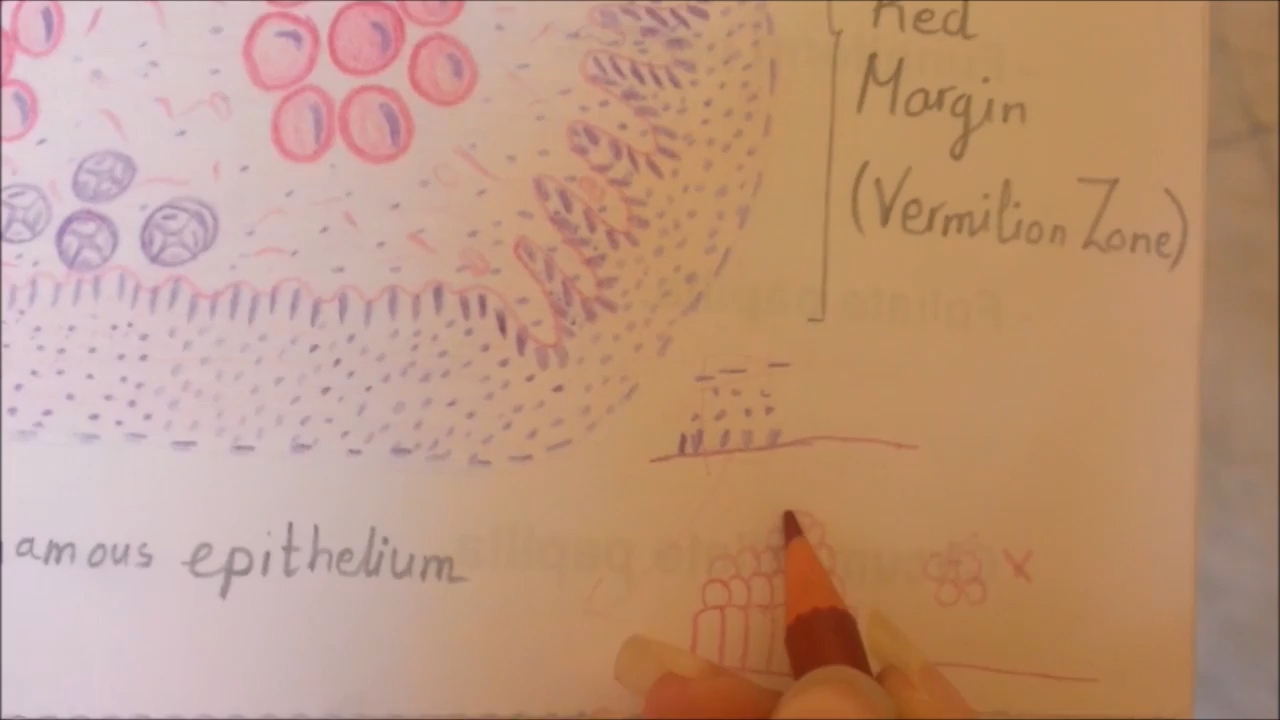 Red
Margin
(Vermilion Zone)
amous epithelium
x